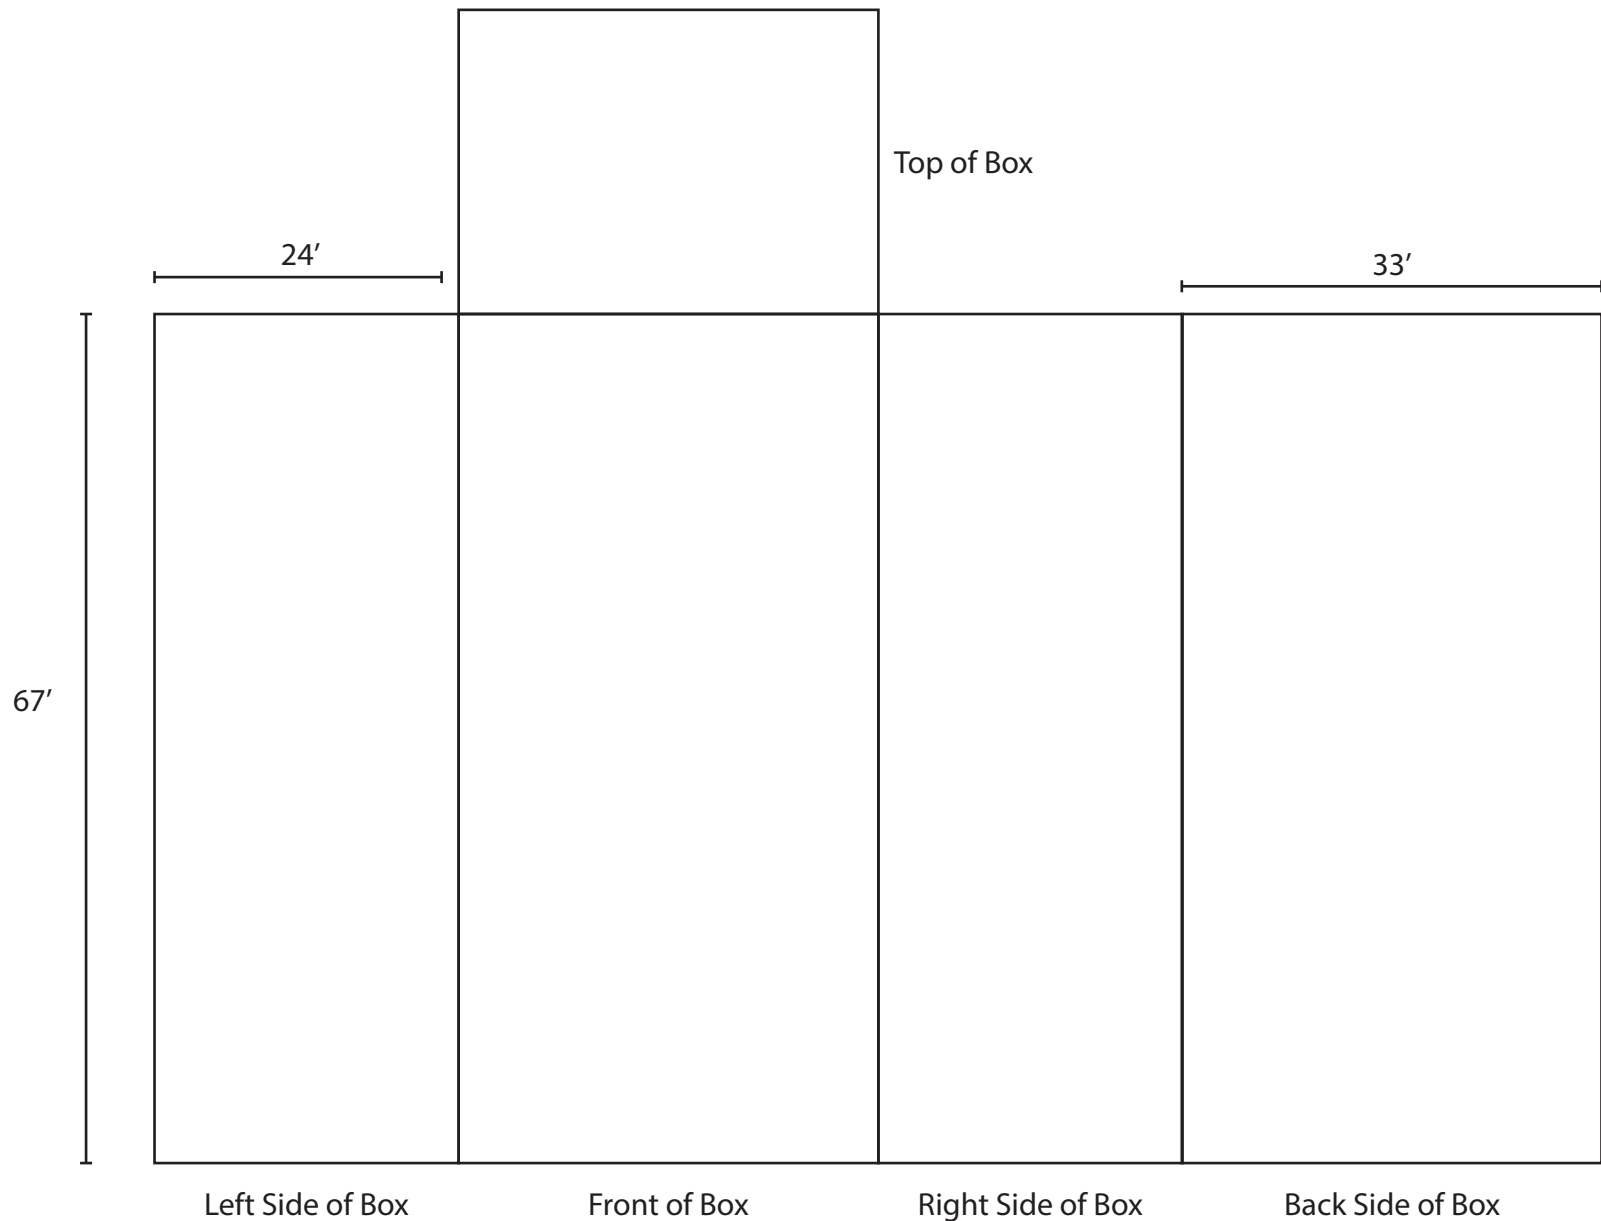 Top of Box
24′
33′
67′
Left Side of Box
Front of Box
Right Side of Box
Back Side of Box